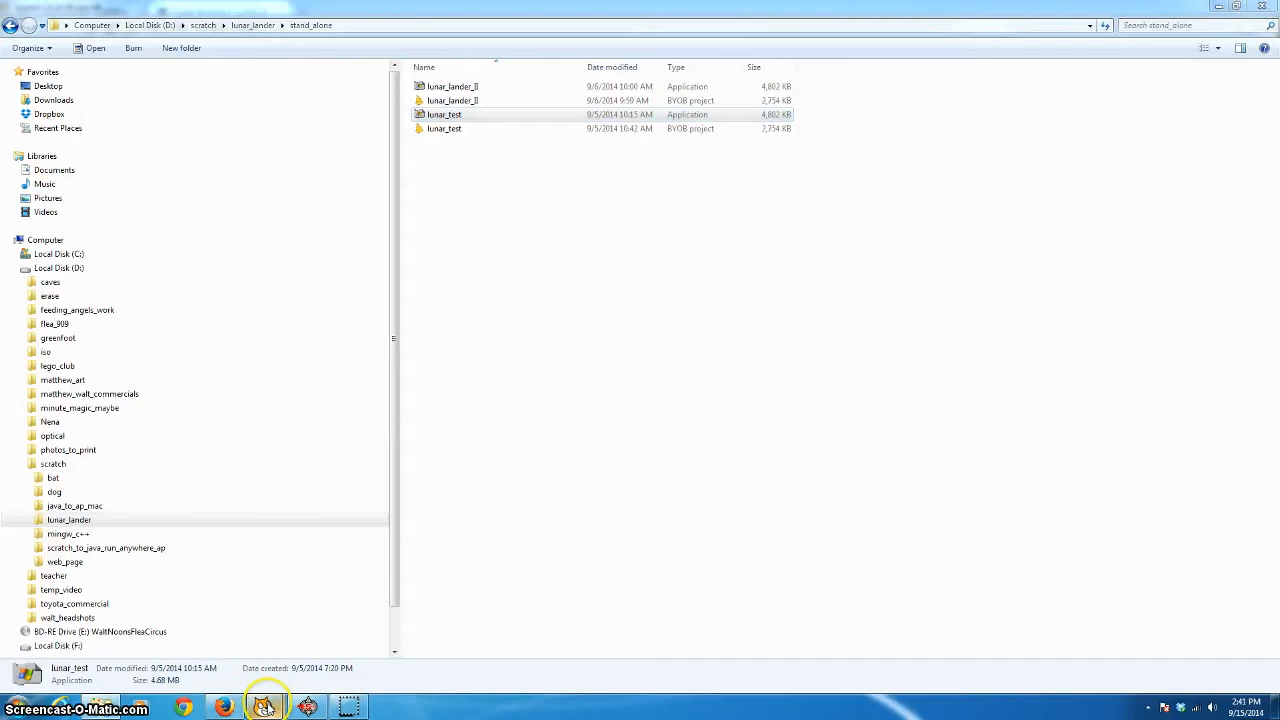 Computer Local Disk (D:) scratch lunar_lander stand_alone
Search stand_alone
Organize Open Burn New folder
Name Date modified Type Size
Favorites
Desktop
Downloads
Dropbox
Recent Places
Libraries
Documents
Music
Pictures
Videos
Computer
Local Disk (C:)
Local Disk (D:)
caves
erase
feeding_angels_work
flea_909
greenfoot
iso
lego_club
matthew_art
matthew_walt_commercials
minute_magic_maybe
Nena
optical
photos_to_print
scratch
bat
dog
java_to_ap_mac
lunar_lander
mingw_c++
scratch_to_java_run_anywhere_ap
web_page
teacher
temp_video
toyota_commercial
walt_headshots
BD-RE Drive (E:) WaltNoonsFleaCircus
Local Disk (F:)
lunar_lander_II 9/6/2014 10:00 AM Application 4,802 KB
lunar_lander_II 9/6/2014 9:59 AM BYOB project 2,754 KB
lunar_test 9/5/2014 10:15 AM Application 4,802 KB
lunar_test 9/5/2014 10:42 AM BYOB project 2,754 KB
lunar_test Date modified: 9/5/2014 10:15 AM Date created: 9/5/2014 7:20 PM
Application Size: 4.68 MB
Screencast-O-Matic.com
2:41 PM
9/15/2014